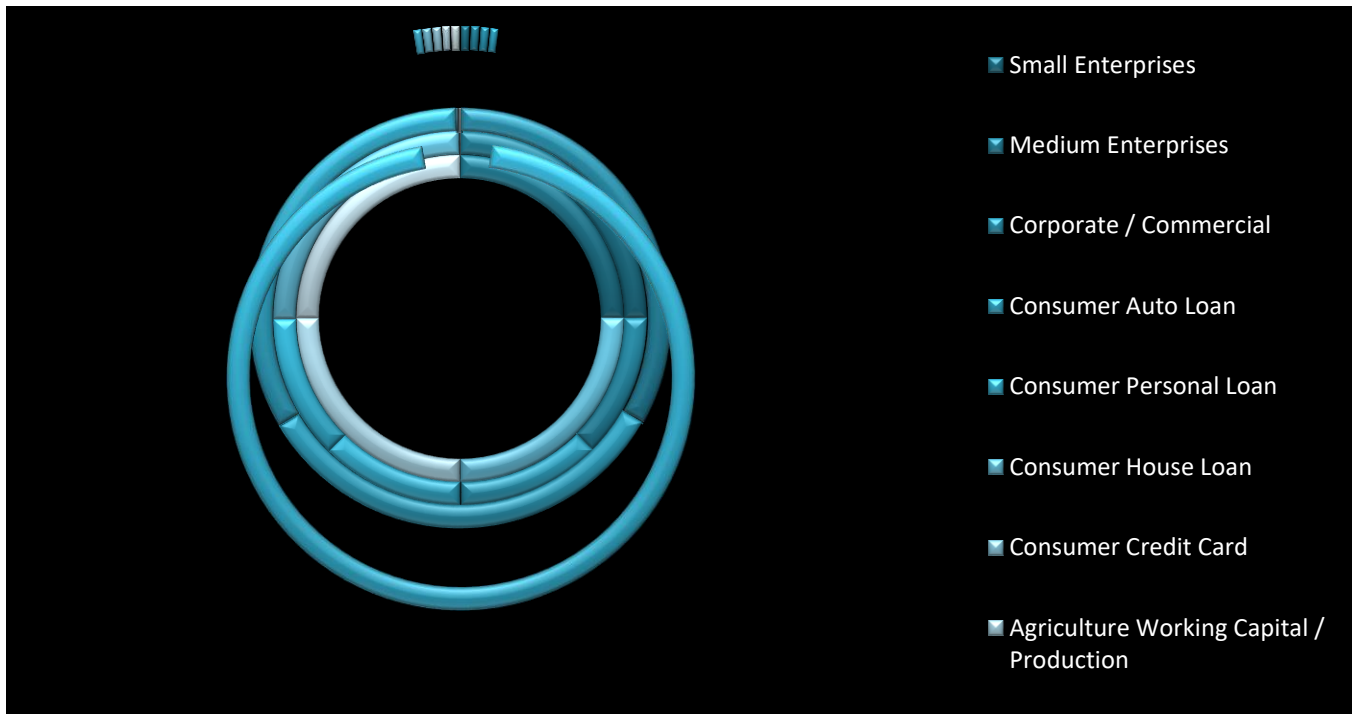 Small Enterprises
Medium Enterprises
Corporate / Commercial
Consumer Auto Loan
Consumer Personal Loan
Consumer House Loan
Consumer Credit Card
Agriculture Working Capital /
Production